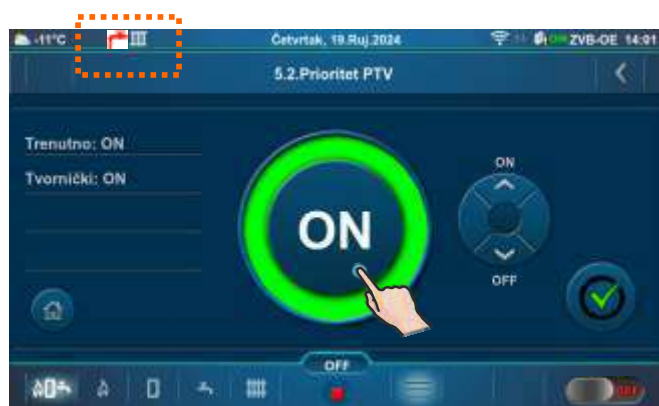 -11°C Četvrtak, 19.Ruj.2024 ZVB-OE 14:01
5.2.Prioritet PTV
Trenutno: ON
Tvornički: ON
ON
ON
OFF
OFF
OFF